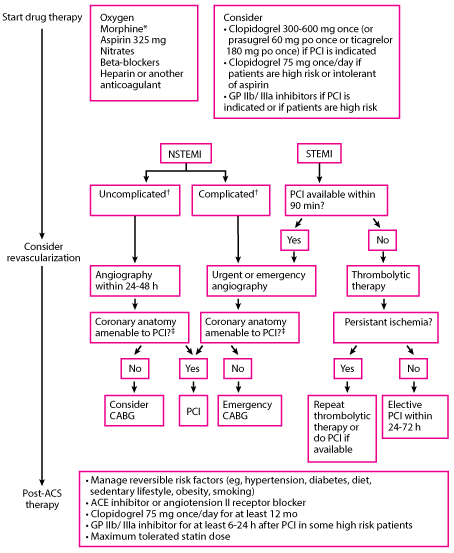 Start drug therapy
Oxygen
Morphine*
Aspirin 325 mg
Nitrates
Beta-blockers
Heparin or another
anticoagulant
Consider
• Clopidogrel 300-600 mg once (or
prasugrel 60 mg po once or ticagrelor
180 mg po once) if PCI is indicated
• Clopidogrel 75 mg once/day if
patients are high risk or intolerant
of aspirin
• GP IIb/ IIIa inhibitors if PCI is
indicated or if patients are high risk
NSTEMI
STEMI
Uncomplicated†
Complicated†
PCI available within
90 min?
Yes
No
Consider
revascularization
Angiography
within 24-48 h
Urgent or emergency
angiography
Thrombolytic
therapy
Coronary anatomy
amenable to PCI?‡
Coronary anatomy
amenable to PCI?‡
Persistant ischemia?
No
Yes
No
Yes
No
Consider
CABG
PCI
Emergency
CABG
Repeat
thrombolytic
therapy or
do PCI if
available
Elective
PCI within
24-72 h
Post-ACS
therapy
• Manage reversible risk factors (eg, hypertension, diabetes, diet,
sedentary lifestyle, obesity, smoking)
• ACE inhibitor or angiotension II receptor blocker
• Clopidogrel 75 mg once/day for at least 12 mo
• GP IIb/ IIIa inhibitor for at least 6-24 h after PCI in some high risk patients
• Maximum tolerated statin dose